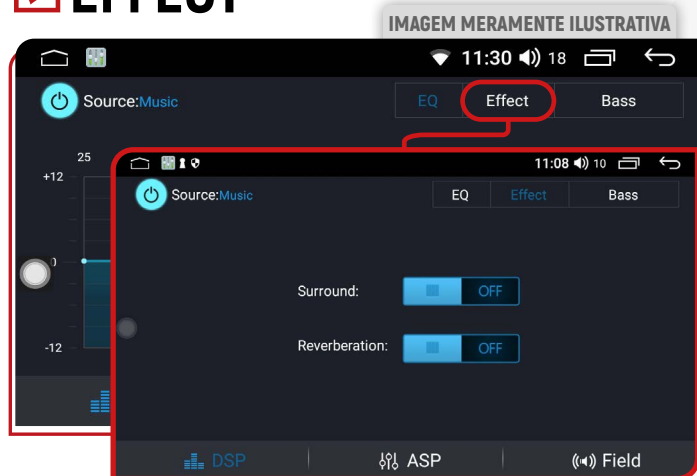 EFFECT
IMAGEM MERAMENTE ILUSTRATIVA
11:30 18
Source:Music
EQ Effect Bass
25
+12
0
-12
11:08 10
Source:Music
EQ Effect Bass
Surround: OFF
Reverberation: OFF
DSP ASP Field